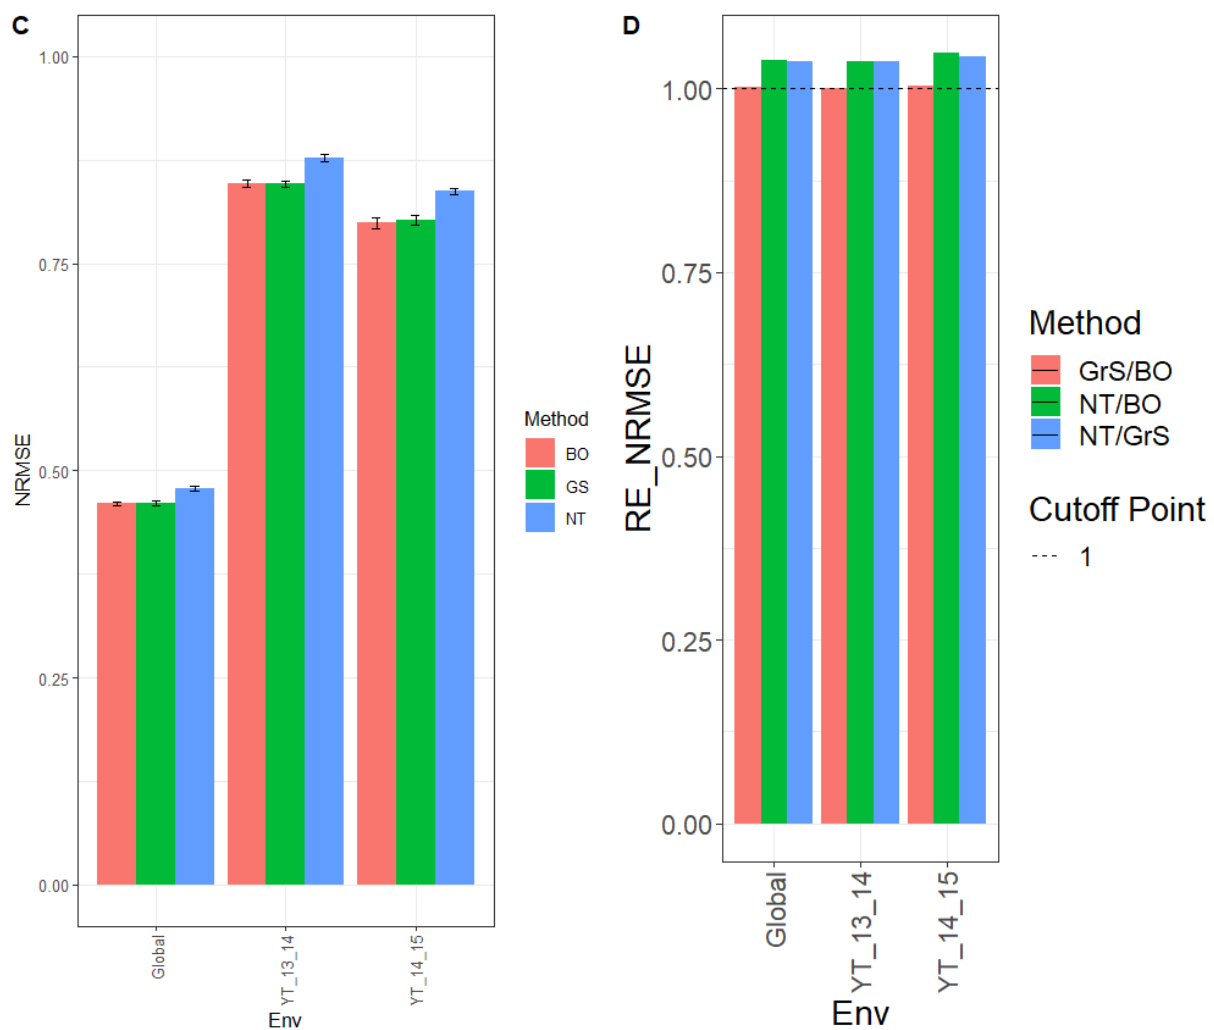 C
NRMSE
1.00
0.75
0.50
0.25
0.00
Global
YT_13_14
YT_14_15
Env
Method
BO
GS
NT
D
RE_NRMSE
1.00
0.75
0.50
0.25
0.00
Global
YT_13_14
YT_14_15
Env
Method
GrS/BO
NT/BO
NT/GrS
Cutoff Point
1